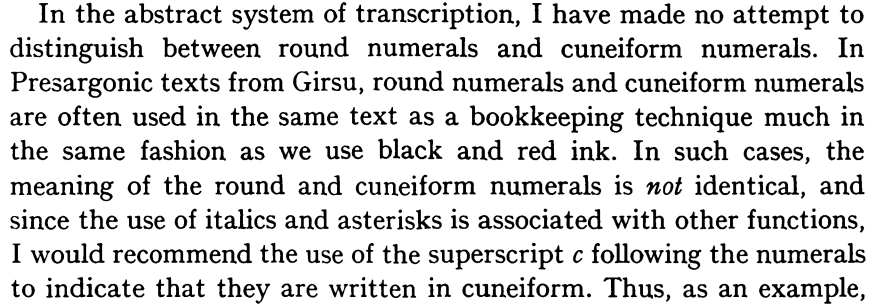 In the abstract system of transcription, I have made no attempt to
distinguish between round numerals and cuneiform numerals. In
Presargonic texts from Girsu, round numerals and cuneiform numerals
are often used in the same text as a bookkeeping technique much in
the same fashion as we use black and red ink. In such cases, the
meaning of the round and cuneiform numerals is not identical, and
since the use of italics and asterisks is associated with other functions,
I would recommend the use of the superscript c following the numerals
to indicate that they are written in cuneiform. Thus, as an example,